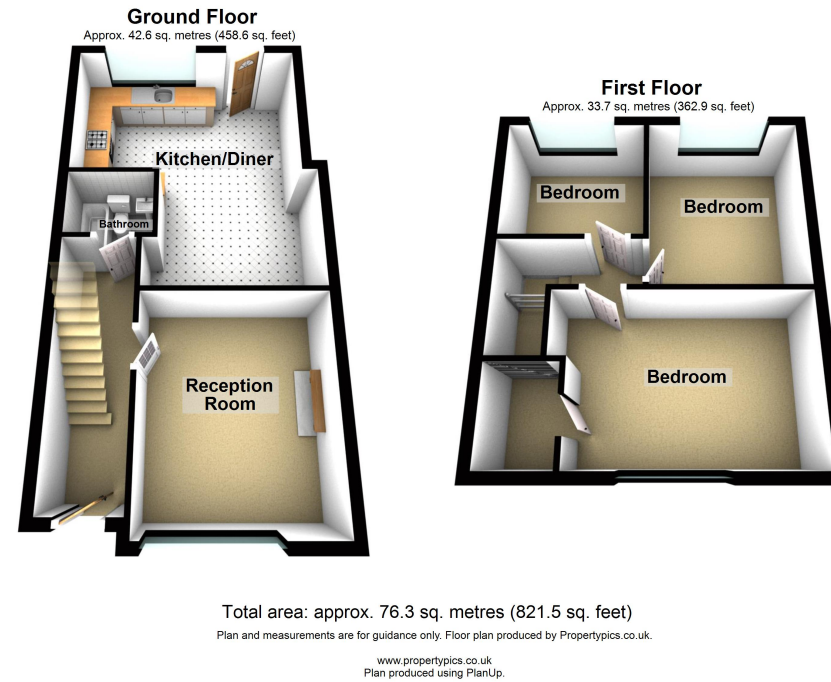 Ground Floor
Approx. 42.6 sq. metres (458.6 sq. feet)
Kitchen/Diner
Bathroom
Reception
Room
First Floor
Approx. 33.7 sq. metres (362.9 sq. feet)
Bedroom
Bedroom
Bedroom
Total area: approx. 76.3 sq. metres (821.5 sq. feet)
Plan and measurements are for guidance only. Floor plan produced by Propertypics.co.uk.
www.propertypics.co.uk
Plan produced using PlanUp.